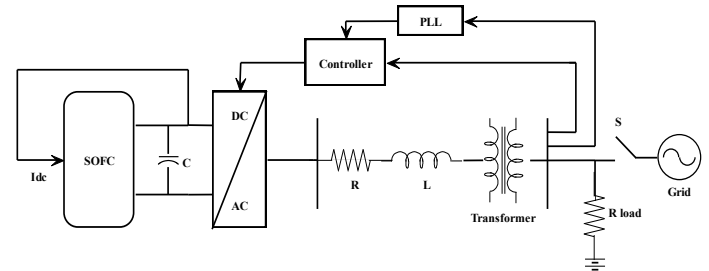 PLL
Controller
DC
S
SOFC
C
Idc
R
L
Grid
AC
Transformer
R load